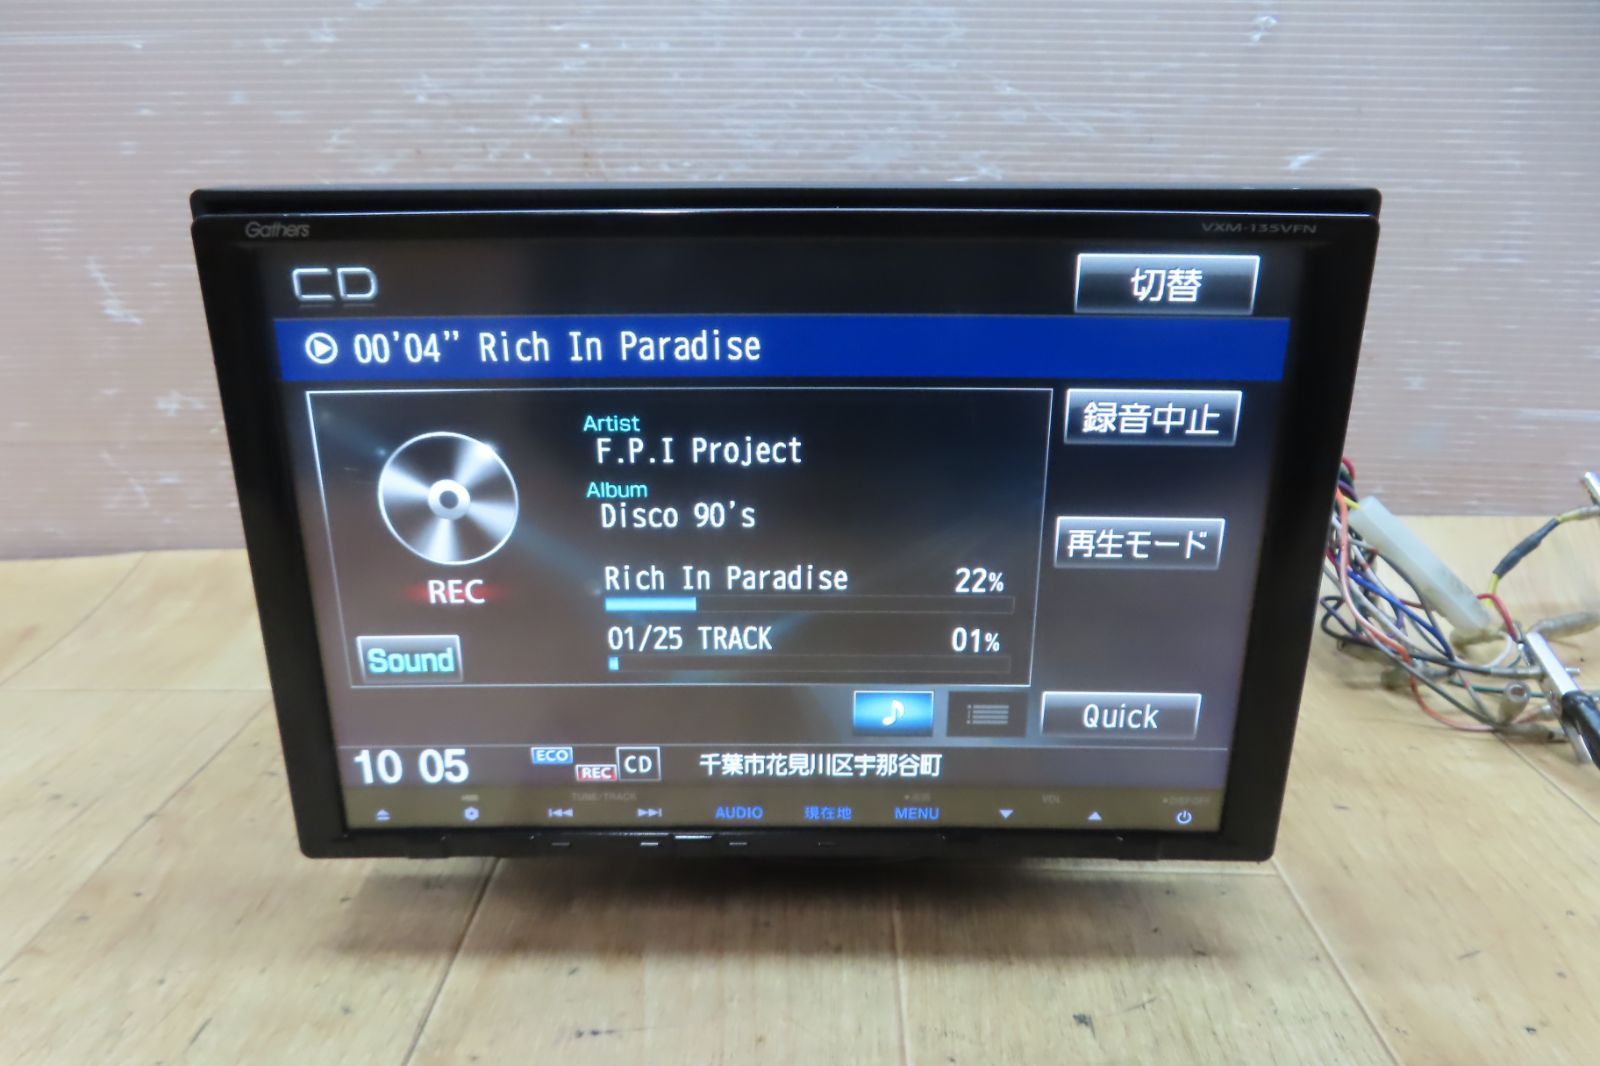 Gathers
VXM-135VFN
CD
切替
00'04” Rich In Paradise
Artist
F.P.I Project
録音中止
Album
Disco 90's
再生モード
Rich In Paradise 22%
REC
01/25 TRACK 01%
Sound
Quick
10 05
ECO
REC
CD
千葉市花見川区宇那谷町
TUNE/TRACK
VOL
AUDIO
現在地
MENU